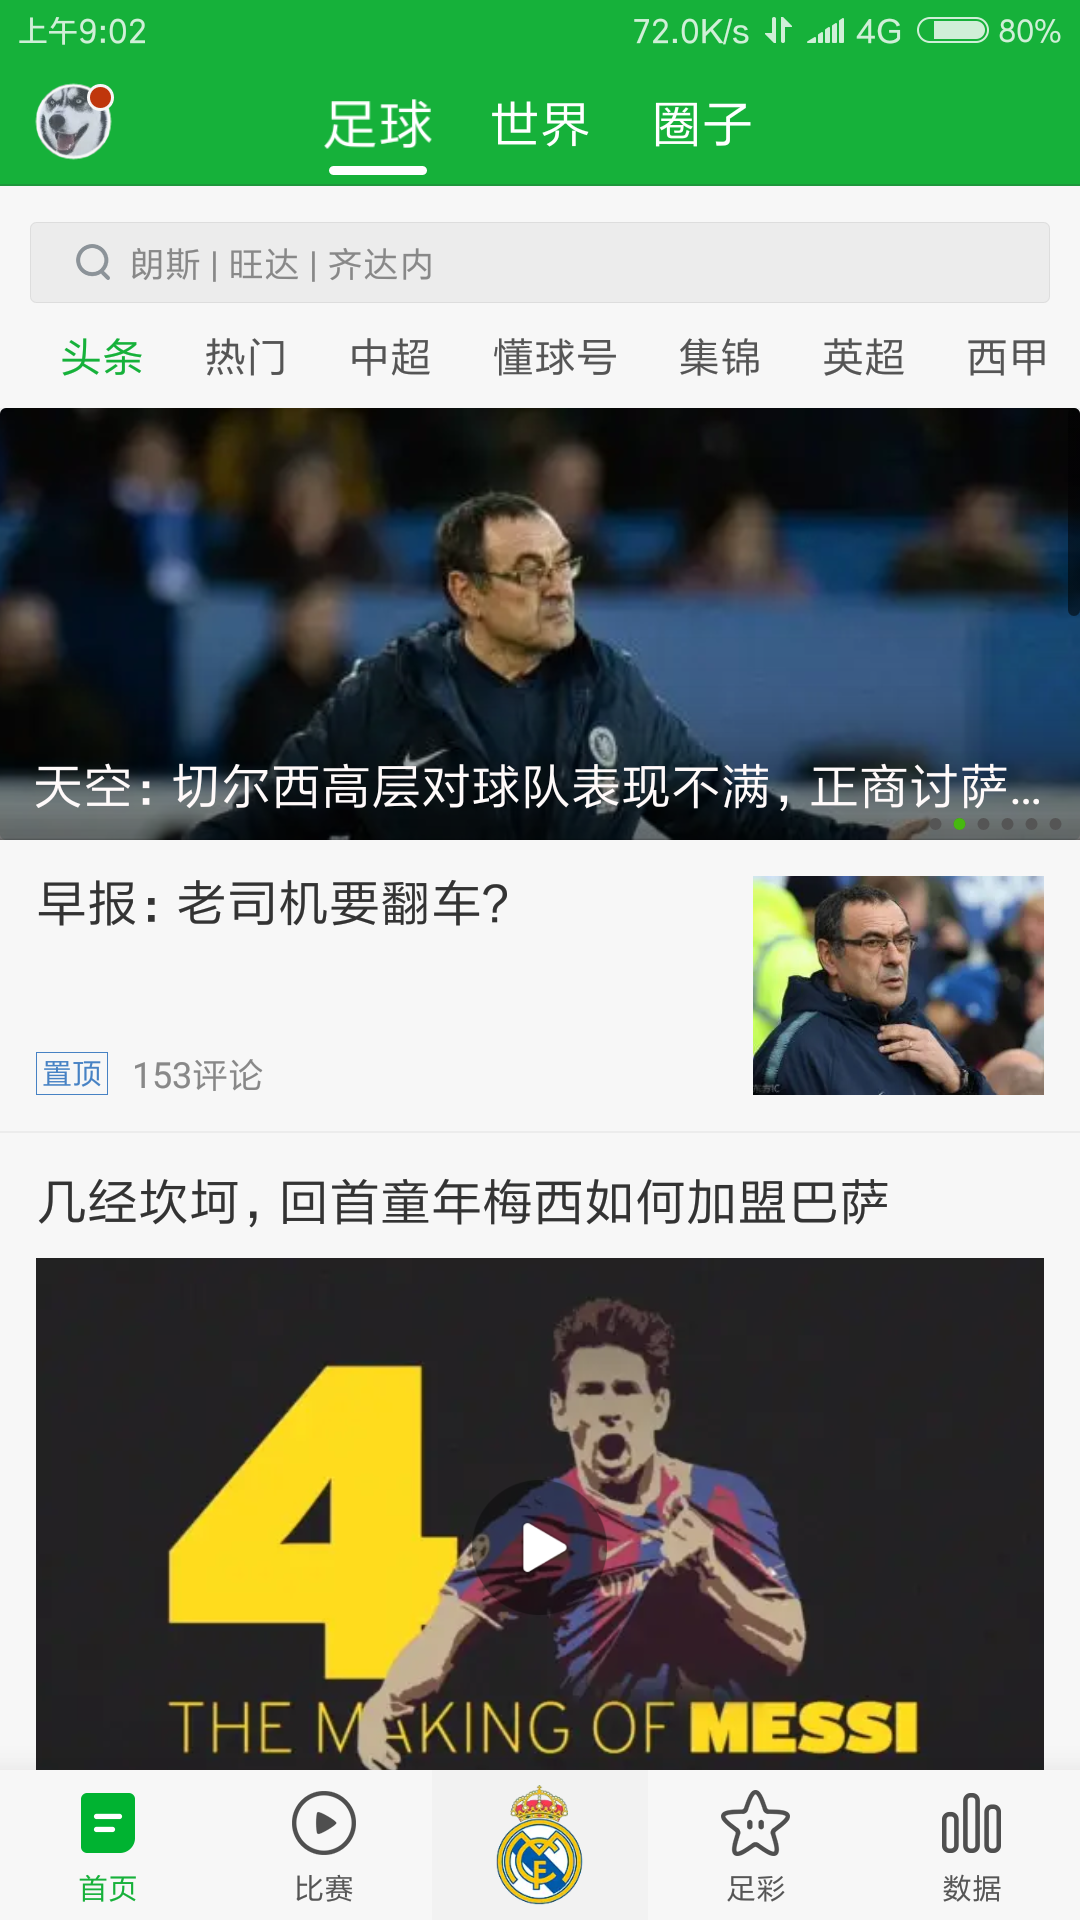 上午9:02 72.0K/s 4G 80%
足球 世界 圈子
朗斯 | 旺达 | 齐达内
头条 热门 中超 懂球号 集锦 英超 西甲
天空：切尔西高层对球队表现不满，正商讨萨...
早报：老司机要翻车?
置顶 153评论
几经坎坷，回首童年梅西如何加盟巴萨
4
THE MAKING OF MESSI
首页 比赛 足彩 数据